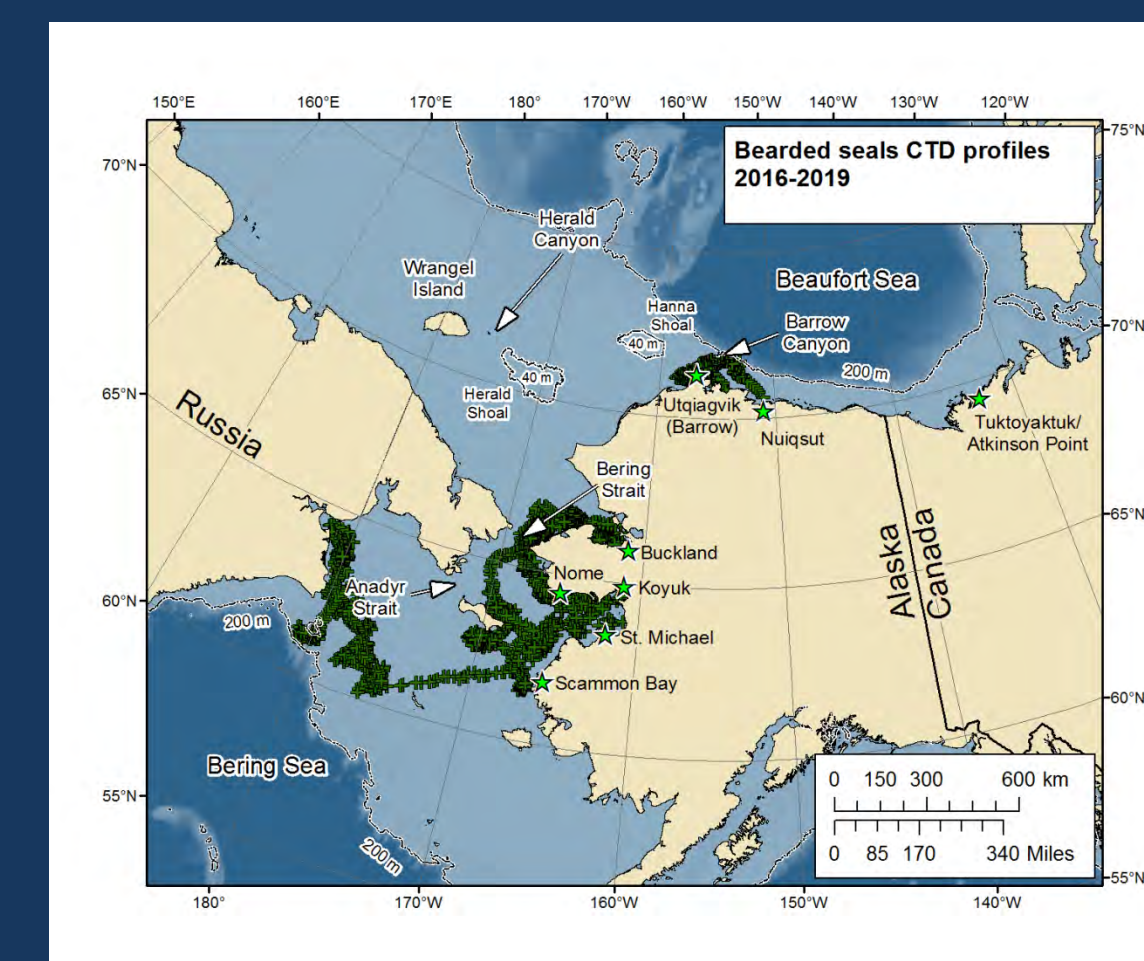 150°E 160°E 170°E 180° 170°W 160°W 150°W 140°W 130°W 120°W
Bearded seals CTD profiles
2016-2019
75°N
70°N
Herald
Canyon
Wrangel
Island
Beaufort Sea
Hanna
Shoal
Barrow
Canyon
70°N
40 m
40 m
200 m
65°N
Herald
Shoal
Russia
Utqiagvik
(Barrow)
Nuiqsut
Tuktoyaktuk/
Atkinson Point
Bering
Strait
65°N
Alaska
Canada
Buckland
Nome
Koyuk
Anadyr
Strait
60°N
200 m
St. Michael
Scammon Bay
60°N
Bering Sea
55°N
200 m
0 150 300 600 km
0 85 170 340 Miles
55°N
180° 170°W 160°W 150°W 140°W